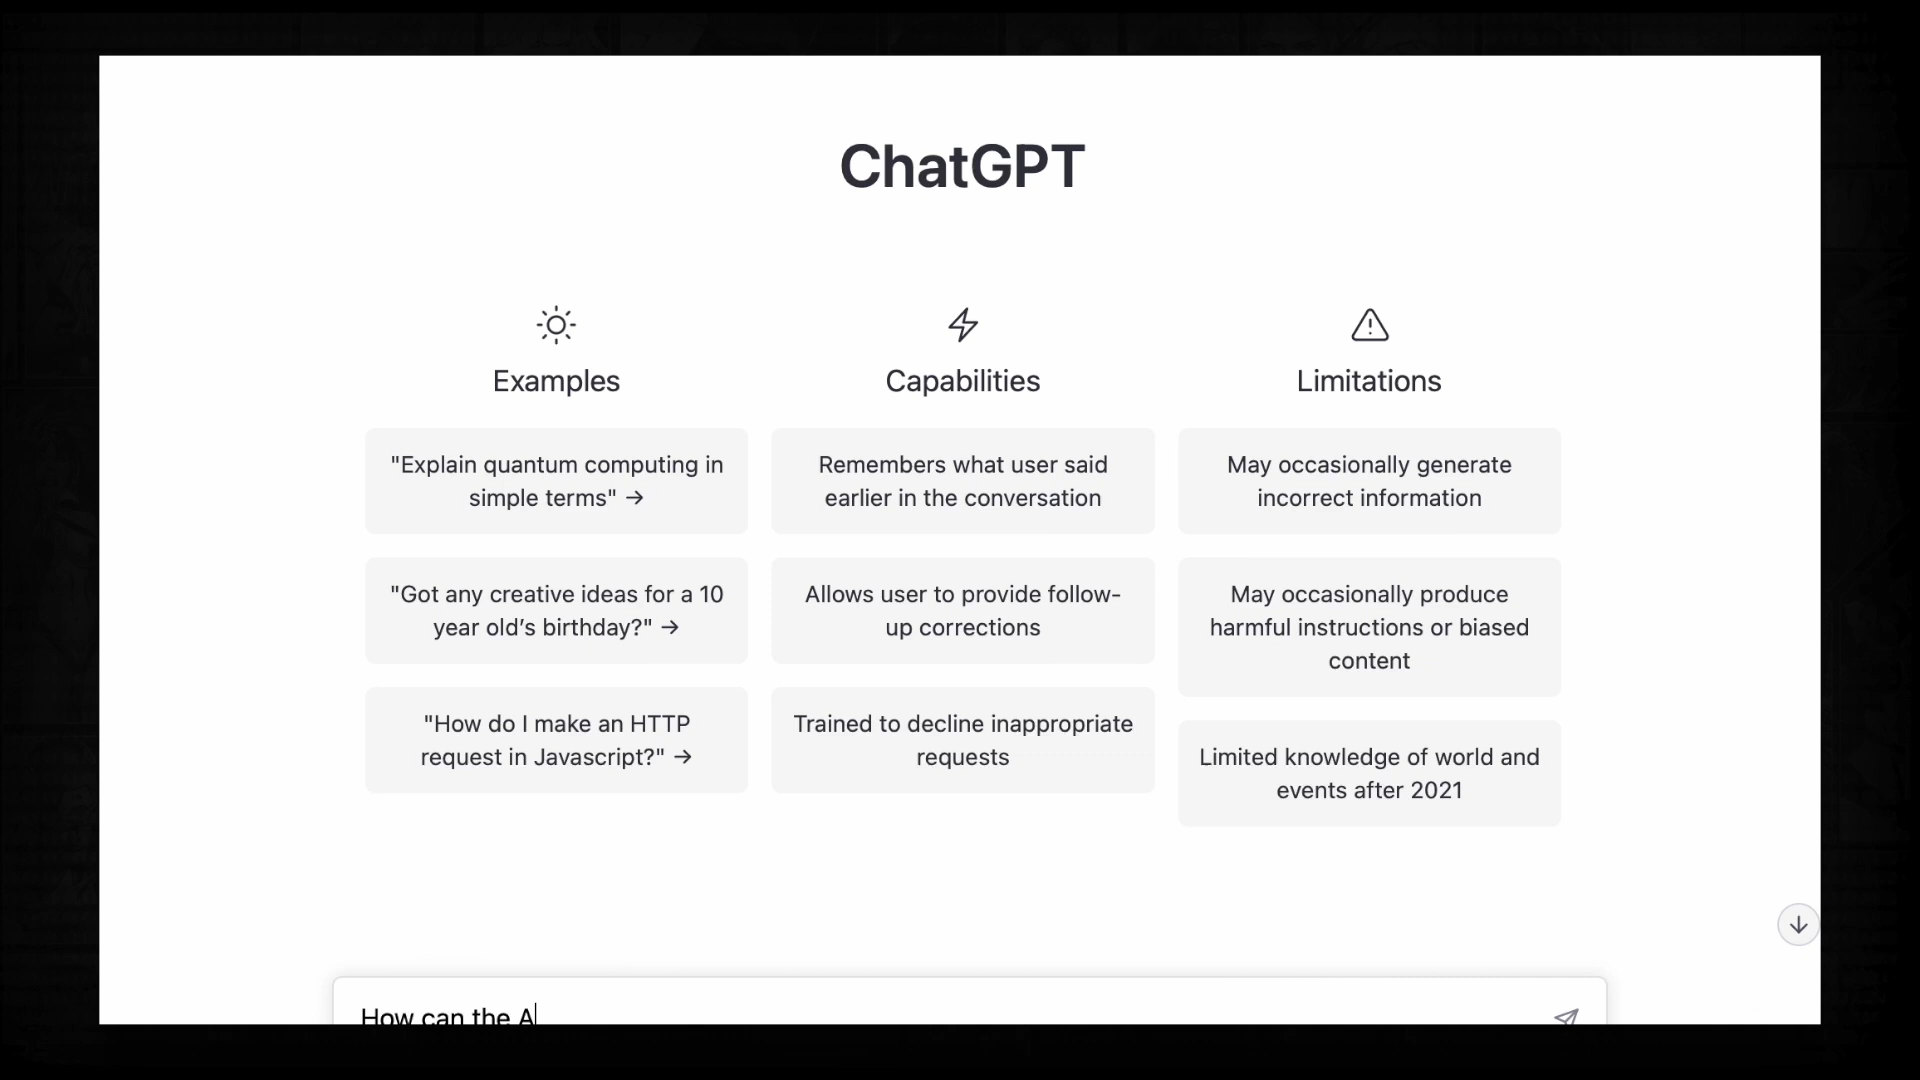 ChatGPT
Examples
"Explain quantum computing in
simple terms" →
"Got any creative ideas for a 10
year old's birthday?" →
"How do I make an HTTP
request in Javascript?" →
Capabilities
Remembers what user said
earlier in the conversation
Allows user to provide follow-
up corrections
Trained to decline inappropriate
requests
Limitations
May occasionally generate
incorrect information
May occasionally produce
harmful instructions or biased
content
Limited knowledge of world and
events after 2021
How can the A